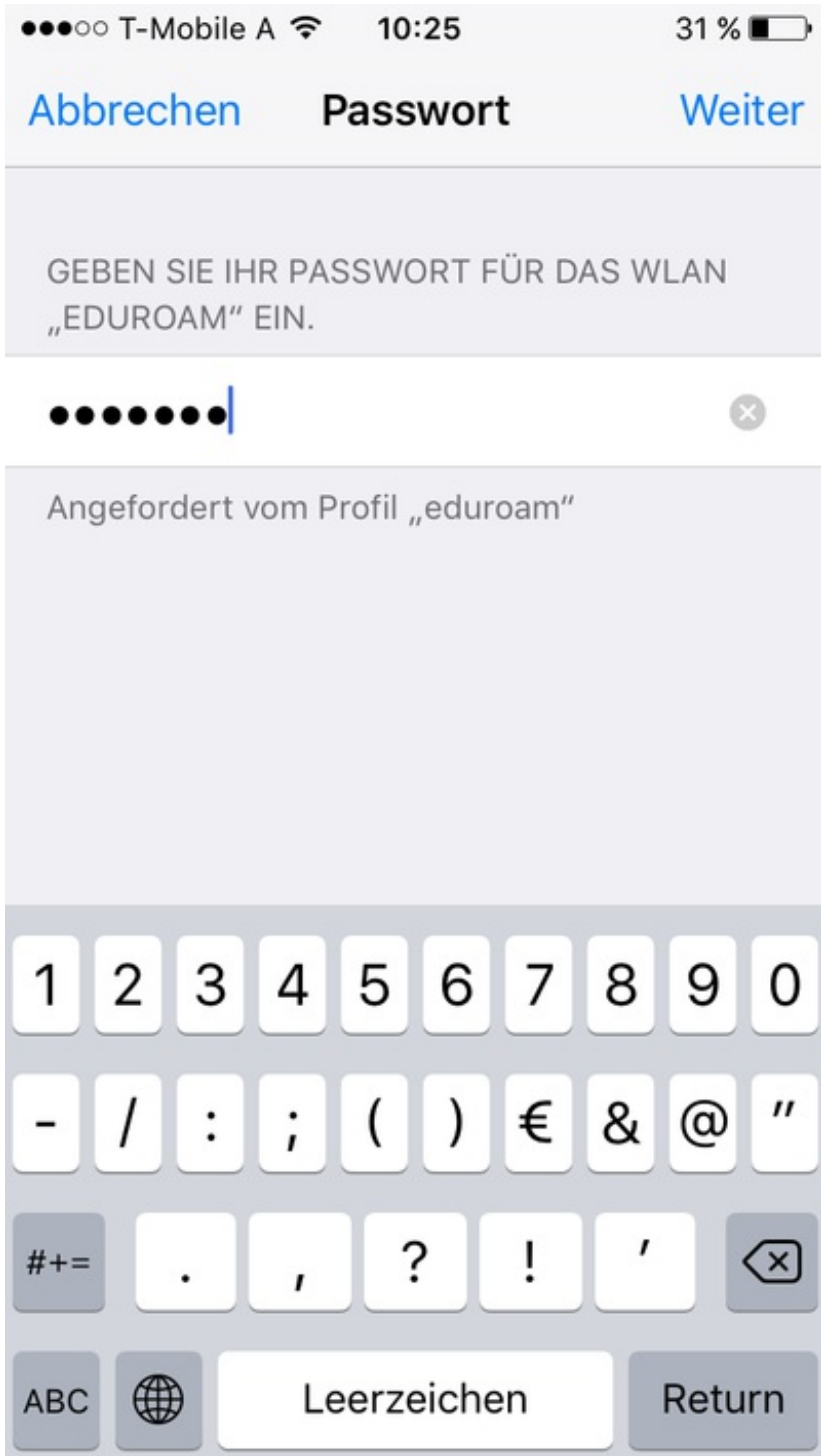 ●●●○○ T-Mobile A 10:25 31 %
Abbrechen Passwort Weiter
GEBEN SIE IHR PASSWORT FÜR DAS WLAN
„EDUROAM“ EIN.
●●●●●●●
Angefordert vom Profil „eduroam“
1 2 3 4 5 6 7 8 9 0
- / : ; ( ) € & @ "
#+= . , ? ! '
ABC Leerzeichen Return